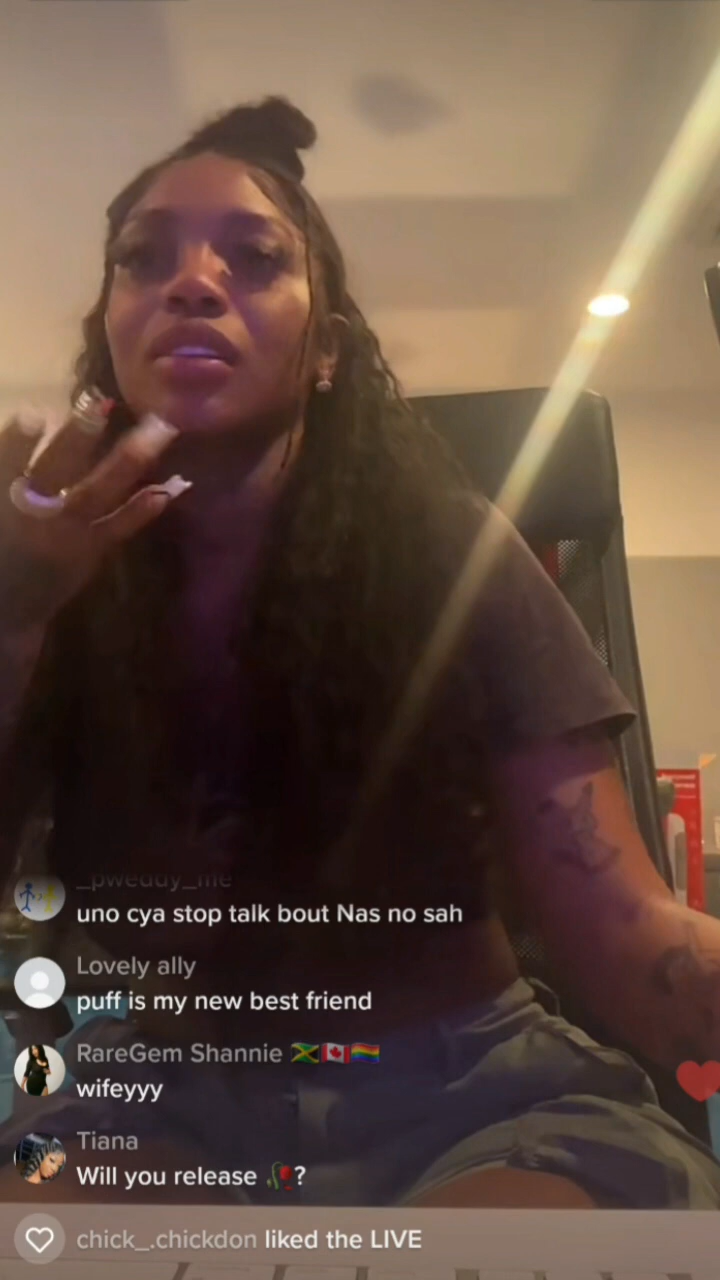 _pweddy_me
uno cya stop talk bout Nas no sah
Lovely ally
puff is my new best friend
RareGem Shannie 🇯🇲🇨🇦🏳️‍🌈
wifeyyy
Tiana
Will you release 🥀?
chick_.chickdon liked the LIVE